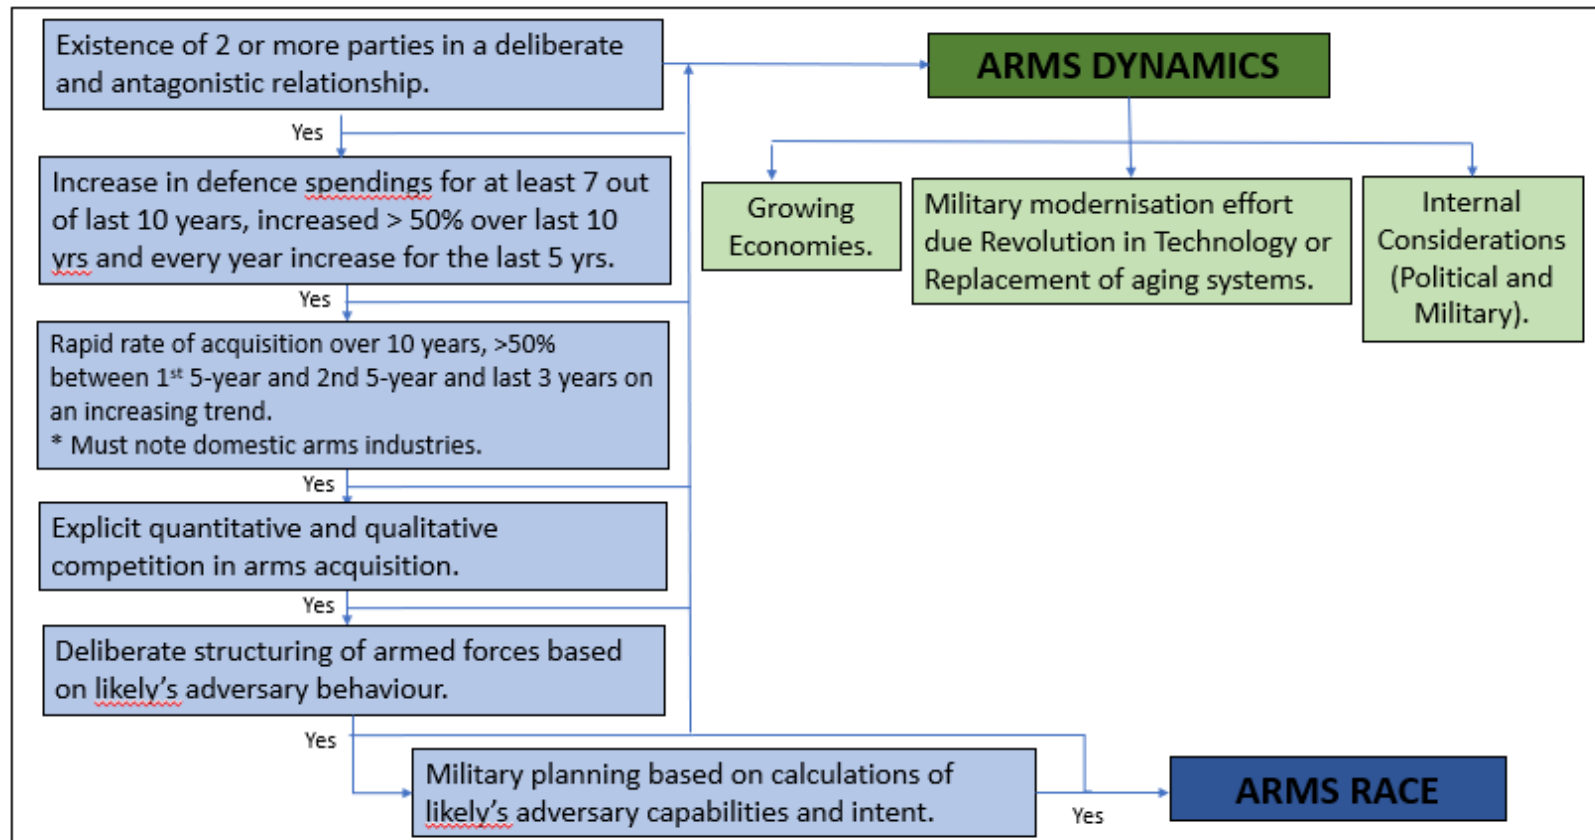 Existence of 2 or more parties in a deliberate
and antagonistic relationship.
ARMS DYNAMICS
Yes
Increase in defence spendings for at least 7 out
of last 10 years, increased > 50% over last 10
yrs and every year increase for the last 5 yrs.
Growing
Economies.
Military modernisation effort
due Revolution in Technology or
Replacement of aging systems.
Internal
Considerations
(Political and
Military).
Yes
Rapid rate of acquisition over 10 years, >50%
between 1st 5-year and 2nd 5-year and last 3 years on
an increasing trend.
* Must note domestic arms industries.
Yes
Explicit quantitative and qualitative
competition in arms acquisition.
Yes
Deliberate structuring of armed forces based
on likely's adversary behaviour.
Yes
Military planning based on calculations of
likely's adversary capabilities and intent.
Yes
ARMS RACE